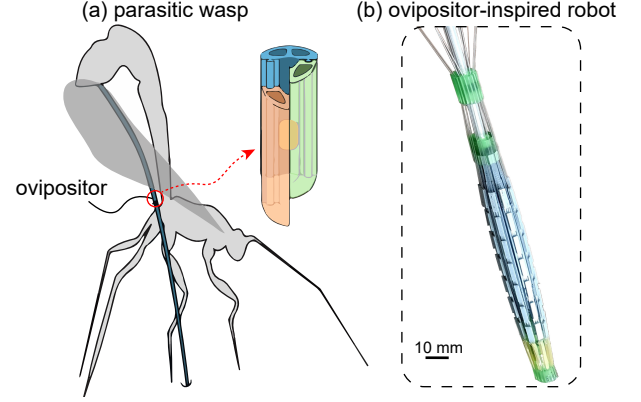 (a) parasitic wasp
(b) ovipositor-inspired robot
ovipositor
10 mm